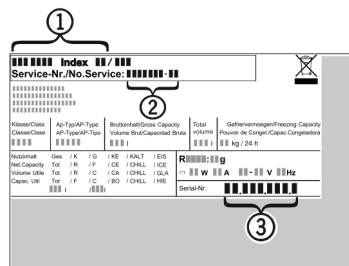 1
Index /
Service-Nr./No.Service: -
2
Klasse/Class Ap-Typ/AP-Type Bruttoinhalt/Gross Capacity Total Gefriervermoegen/Freezing Capacity
Classe/Clase AP-Type/AP-Tipo Volume Brut/Capacidad Bruta volume Pouvoir de Congel./Capac.Congeladora
l l kg / 24 h
Nutzinhalt Ges / K / G / KE / KALT / EIS
Net.Capacity Tot / R / F / CE / CHILL / ICE
Volume Utile Tot / R / C / CA / CHILL / GLA
Capac. Util Tot / F / C / BO / CHILL / HIE
l / l
R : g
W A - V Hz
Serial-Nr.
3